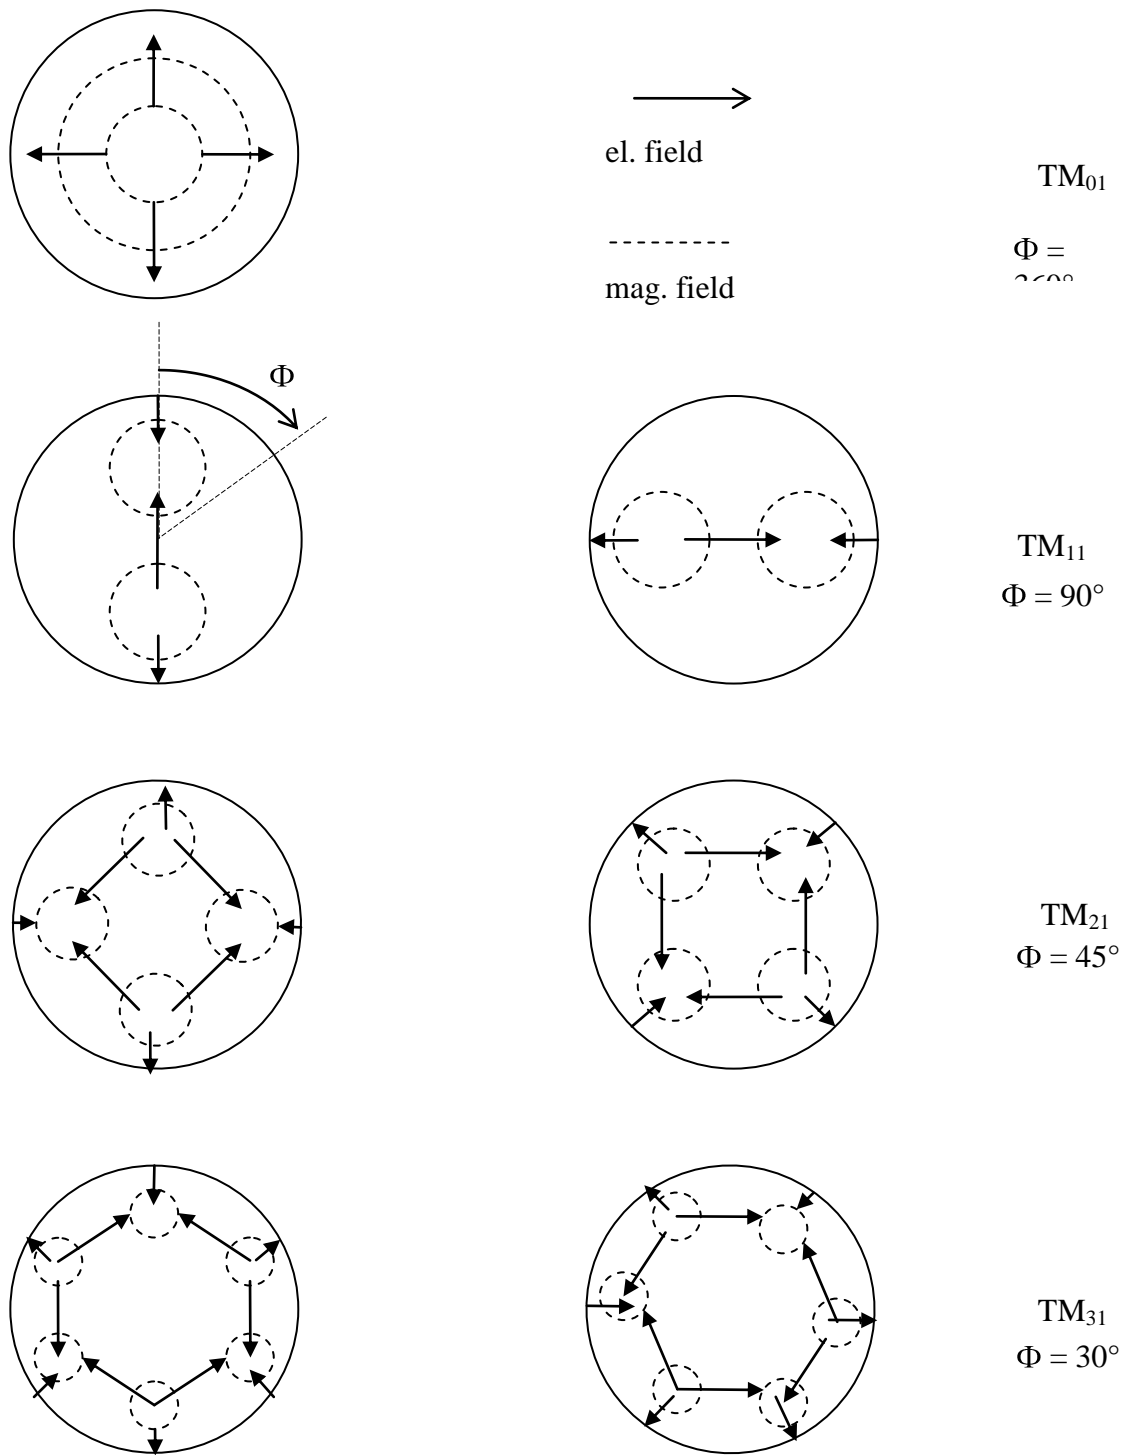 el. field
TM₀₁
Φ =
mag. field
Φ
TM₁₁
Φ = 90°
TM₂₁
Φ = 45°
TM₃₁
Φ = 30°